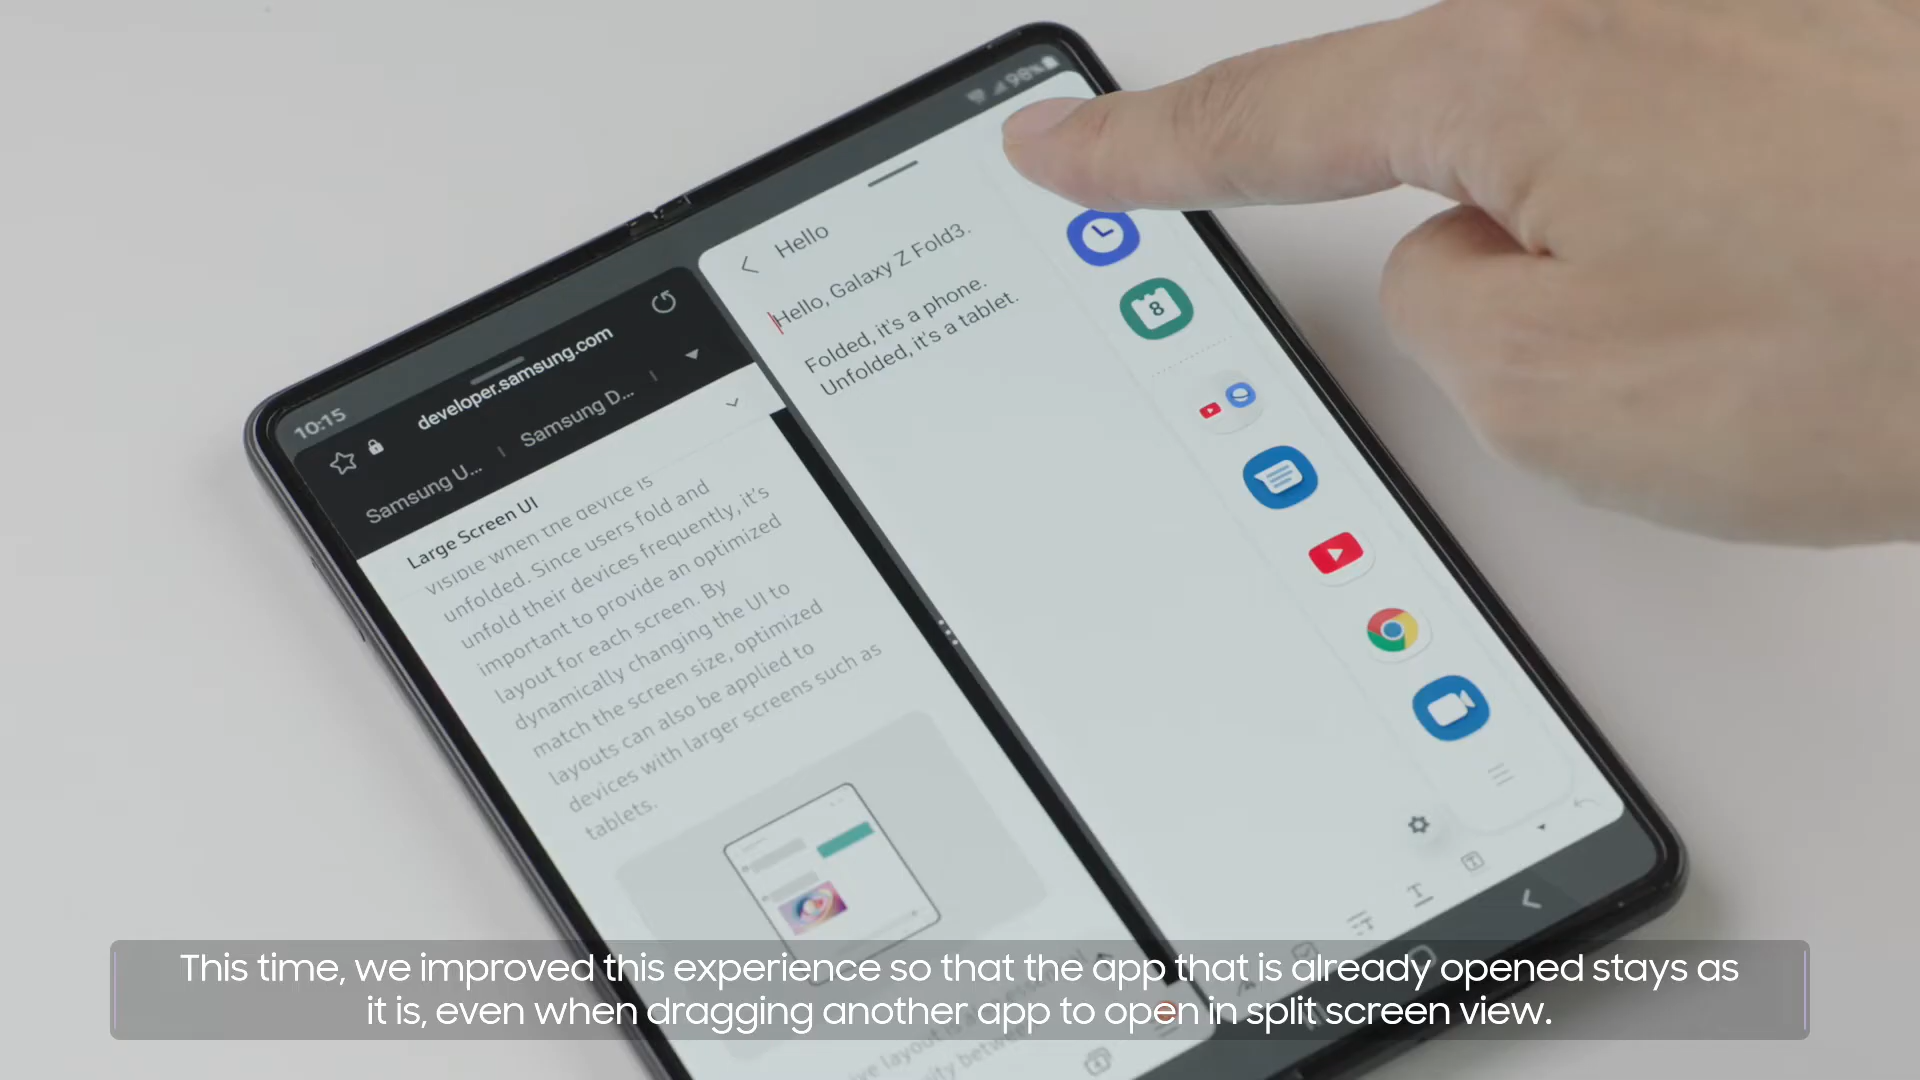 98%
10:15
developer.samsung.com
Samsung U...
Samsung D...
Large Screen UI
visible when the device is
unfolded. Since users fold and
unfold their devices frequently, it's
important to provide an optimized
layout for each screen. By
dynamically changing the UI to
match the screen size, optimized
layouts can also be applied to
devices with larger screens such as
tablets.
Hello
Hello, Galaxy Z Fold3.
Folded, it's a phone.
Unfolded, it's a tablet.
8
This time, we improved this experience so that the app that is already opened stays as
it is, even when dragging another app to open in split screen view.